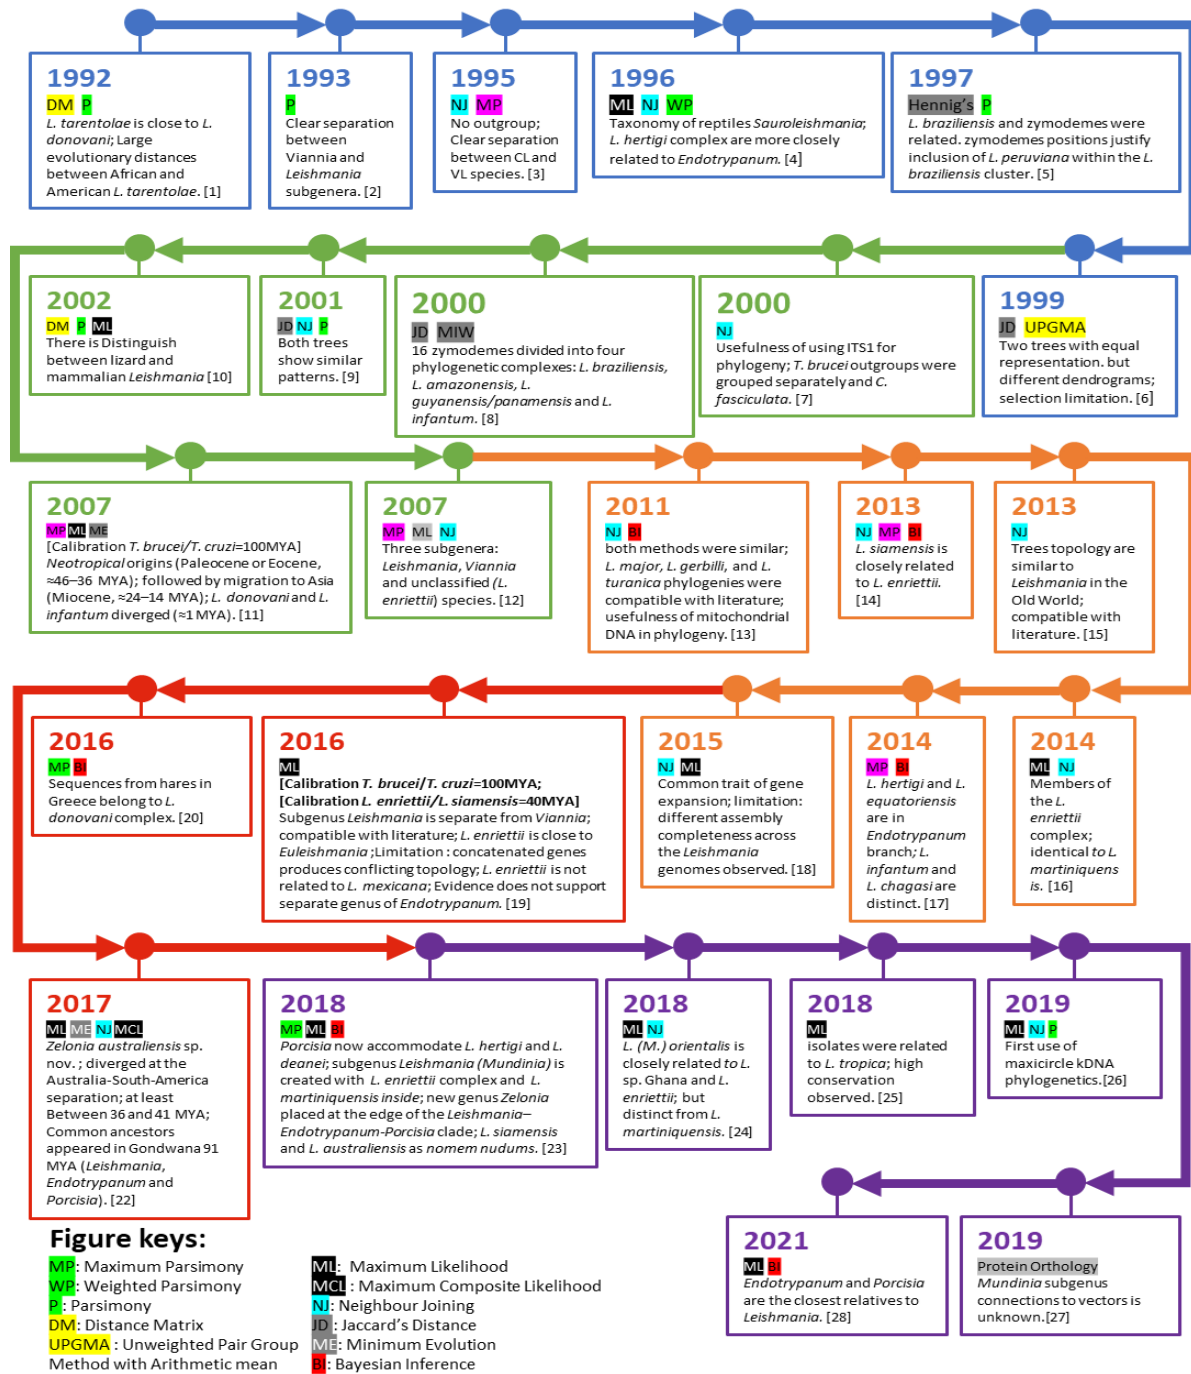 1992
DM P
L. tarentolae is close to L.
donovani; Large
evolutionary distances
between African and
American L. tarentolae. [1]
1993
P
Clear separation
between
Viannia and
Leishmania
subgenera. [2]
1995
NJ MP
No outgroup;
Clear separation
between CL and
VL species. [3]
1996
ML NJ WP
Taxonomy of reptiles Sauroleishmania;
L. hertigi complex are more closely
related to Endotrypanum. [4]
1997
Hennig's P
L. braziliensis and zymodemes were
related. zymodemes positions justify
inclusion of L. peruviana within the L.
braziliensis cluster. [5]
2002
DM P ML
There is Distinguish
between lizard and
mammalian Leishmania [10]
2001
JD NJ P
Both trees
show similar
patterns. [9]
2000
JD MIW
16 zymodemes divided into four
phylogenetic complexes: L. braziliensis,
L. amazonensis, L.
guyanensis/panamensis and L.
infantum. [8]
2000
NJ
Usefulness of using ITS1 for
phylogeny; T. brucei outgroups were
grouped separately and C.
fasciculata. [7]
1999
JD UPGMA
Two trees with equal
representation. but
different dendrograms;
selection limitation. [6]
2007
MP ML ME
[Calibration T. brucei/T. cruzi=100MYA]
Neotropical origins (Paleocene or Eocene,
≈46–36 MYA); followed by migration to Asia
(Miocene, ≈24–14 MYA); L. donovani and L.
infantum diverged (≈1 MYA). [11]
2007
MP ML NJ
Three subgenera:
Leishmania, Viannia
and unclassified (L.
enriettii) species. [12]
2011
NJ BI
both methods were similar;
L. major, L. gerbilli, and L.
turanica phylogenies were
compatible with literature;
usefulness of mitochondrial
DNA in phylogeny. [13]
2013
NJ MP BI
L. siamensis is
closely related
to L. enriettii.
[14]
2013
NJ
Trees topology are
similar to
Leishmania in the
Old World;
compatible with
literature. [15]
2016
MP BI
Sequences from hares in
Greece belong to L.
donovani complex. [20]
2016
ML
[Calibration T. brucei/T. cruzi=100MYA;
[Calibration L. enriettii/L. siamensis=40MYA]
Subgenus Leishmania is separate from Viannia;
compatible with literature; L. enriettii is close to
Euleishmania ;Limitation : concatenated genes
produces conflicting topology; L. enriettii is not
related to L. mexicana; Evidence does not support
separate genus of Endotrypanum. [19]
2015
NJ ML
Common trait of gene
expansion; limitation:
different assembly
completeness across
the Leishmania
genomes observed. [18]
2014
MP BI
L. hertigi and L.
equatoriensis
are in
Endotrypanum
branch; L.
infantum and
L. chagasi are
distinct. [17]
2014
ML NJ
Members of
the L.
enriettii
complex;
identical to L.
martiniquens
is. [16]
2017
ML ME NJ MCL
Zelonia australiensis sp.
nov. ; diverged at the
Australia-South-America
separation; at least
Between 36 and 41 MYA;
Common ancestors
appeared in Gondwana 91
MYA (Leishmania,
Endotrypanum and
Porcisia). [22]
2018
MP ML BI
Porcisia now accommodate L. hertigi and L.
deanei; subgenus Leishmania (Mundinia) is
created with L. enriettii complex and L.
martiniquensis inside; new genus Zelonia
placed at the edge of the Leishmania–
Endotrypanum-Porcisia clade; L. siamensis
and L. australiensis as nomem nudums. [23]
2018
ML NJ
L. (M.) orientalis is
closely related to L.
sp. Ghana and L.
enriettii; but
distinct from L.
martiniquensis. [24]
2018
ML
isolates were related
to L. tropica; high
conservation
observed. [25]
2019
ML NJ P
First use of
maxicircle kDNA
phylogenetics.[26]
2021
ML BI
Endotrypanum and Porcisia
are the closest relatives to
Leishmania. [28]
2019
Protein Orthology
Mundinia subgenus
connections to vectors is
unknown.[27]
Figure keys:
MP: Maximum Parsimony
WP: Weighted Parsimony
P : Parsimony
DM: Distance Matrix
UPGMA : Unweighted Pair Group
Method with Arithmetic mean
ML: Maximum Likelihood
MCL : Maximum Composite Likelihood
NJ: Neighbour Joining
JD : Jaccard's Distance
ME: Minimum Evolution
BI: Bayesian Inference